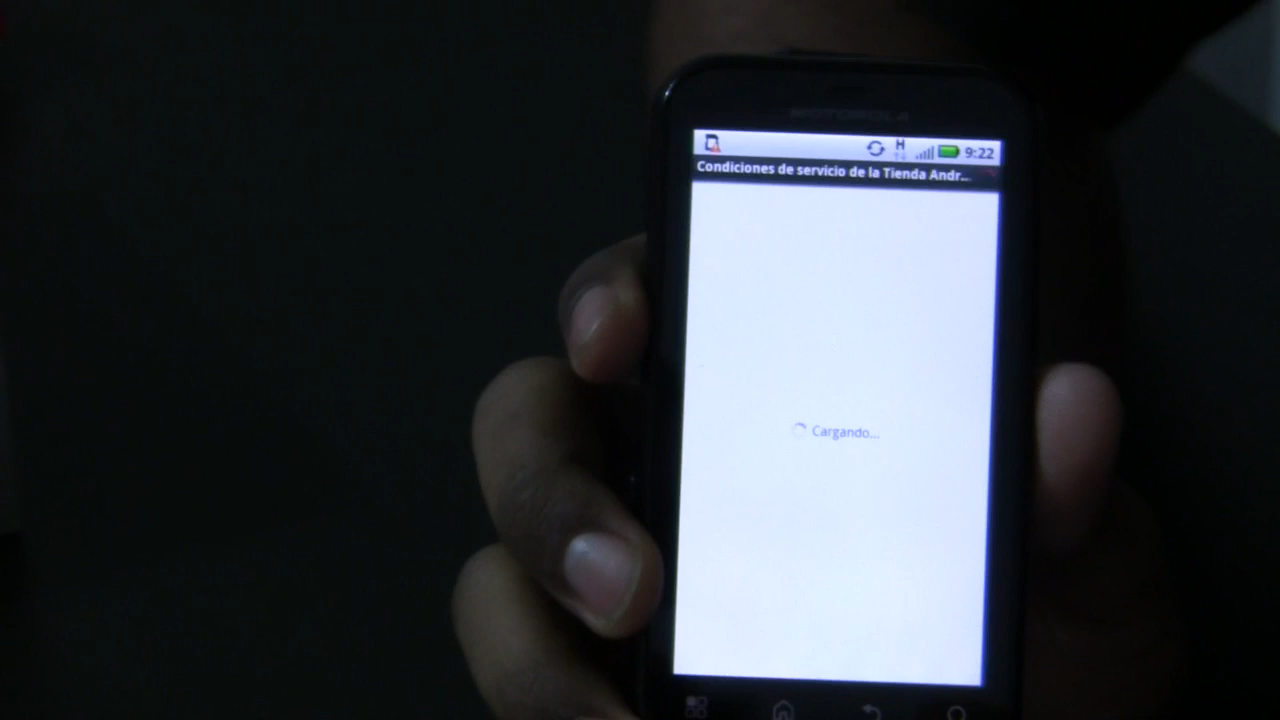 MOTOROLA
H 9:22
Condiciones de servicio de la Tienda Andr...
Cargando...